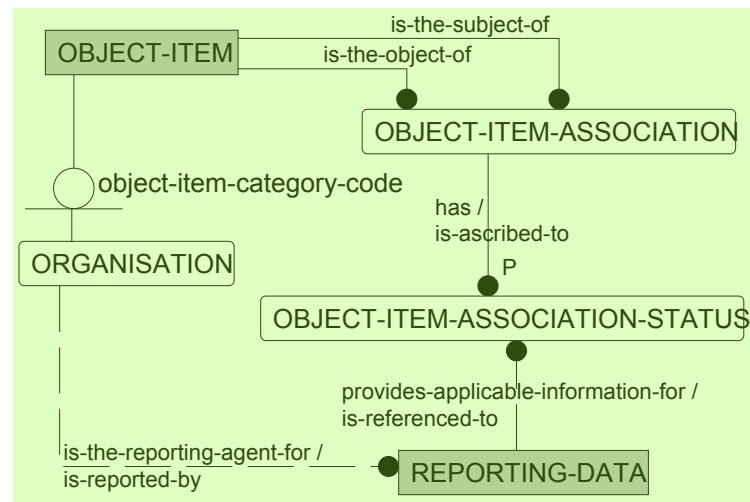 is-the-subject-of
OBJECT-ITEM
is-the-object-of
OBJECT-ITEM-ASSOCIATION
object-item-category-code
has /
is-ascribed-to
ORGANISATION
P
OBJECT-ITEM-ASSOCIATION-STATUS
provides-applicable-information-for /
is-referenced-to
is-the-reporting-agent-for /
is-reported-by
REPORTING-DATA